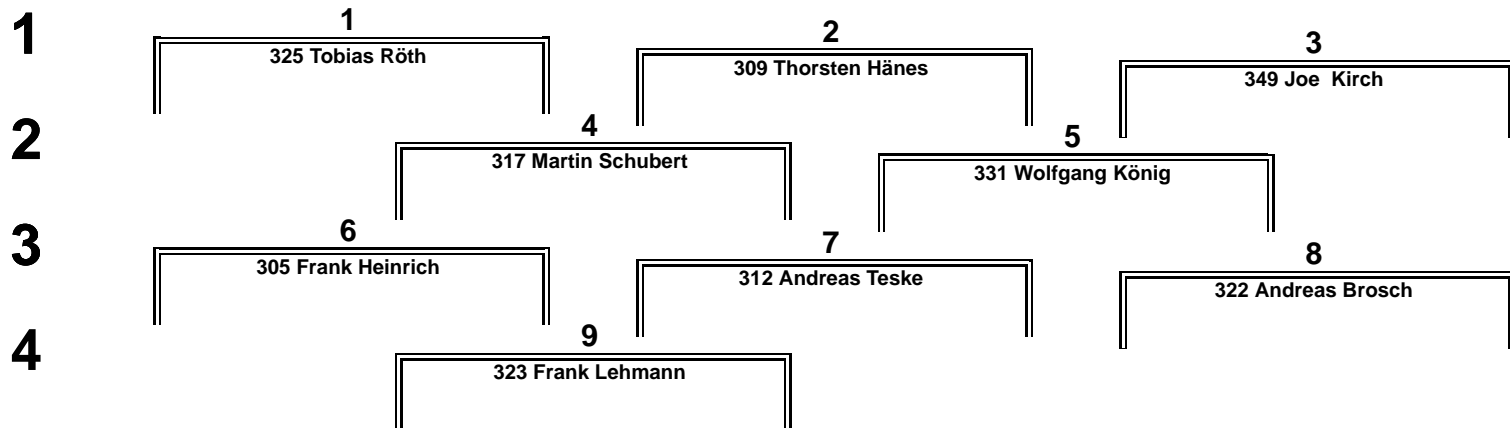 1
1 2 3
325 Tobias Röth 309 Thorsten Hänes 349 Joe  Kirch
2
4 5
317 Martin Schubert 331 Wolfgang König
3
6 7 8
305 Frank Heinrich 312 Andreas Teske 322 Andreas Brosch
4
9
323 Frank Lehmann